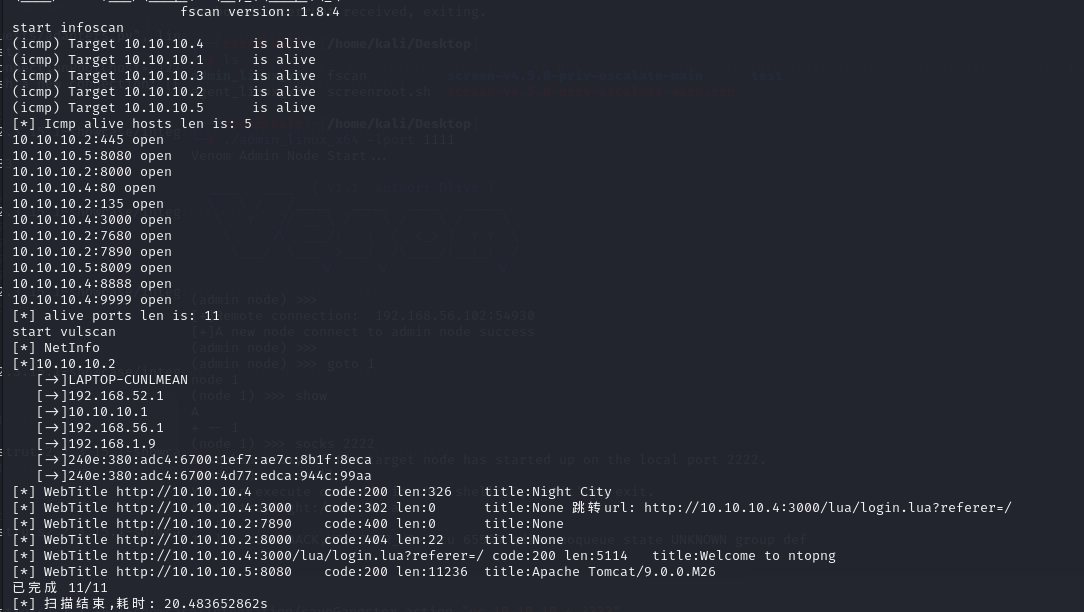 fscan version: 1.8.4
start infoscan
(icmp) Target 10.10.10.4      is alive
(icmp) Target 10.10.10.1      is alive
(icmp) Target 10.10.10.3      is alive
(icmp) Target 10.10.10.2      is alive
(icmp) Target 10.10.10.5      is alive
[*] Icmp alive hosts len is: 5
10.10.10.2:445 open
10.10.10.5:8080 open
10.10.10.2:8000 open
10.10.10.4:80 open
10.10.10.2:135 open
10.10.10.4:3000 open
10.10.10.2:7680 open
10.10.10.2:7890 open
10.10.10.5:8009 open
10.10.10.4:8888 open
10.10.10.4:9999 open
[*] alive ports len is: 11
start vulscan
[*] NetInfo
[*]10.10.10.2
   [->]LAPTOP-CUNLMEAN
   [->]192.168.52.1
   [->]10.10.10.1
   [->]192.168.56.1
   [->]192.168.1.9
   [->]240e:380:adc4:6700:1ef7:ae7c:8b1f:8eca
   [->]240e:380:adc4:6700:4d77:edca:944c:99aa
[*] WebTitle http://10.10.10.4         code:200 len:326    title:Night City
[*] WebTitle http://10.10.10.4:3000    code:302 len:0      title:None 跳转url: http://10.10.10.4:3000/lua/login.lua?referer=/
[*] WebTitle http://10.10.10.2:7890    code:400 len:0      title:None
[*] WebTitle http://10.10.10.2:8000    code:404 len:22     title:None
[*] WebTitle http://10.10.10.4:3000/lua/login.lua?referer=/ code:200 len:5114   title:Welcome to ntopng
[*] WebTitle http://10.10.10.5:8080    code:200 len:11236  title:Apache Tomcat/9.0.0.M26
已完成 11/11
[*] 扫描结束,耗时: 20.483652862s